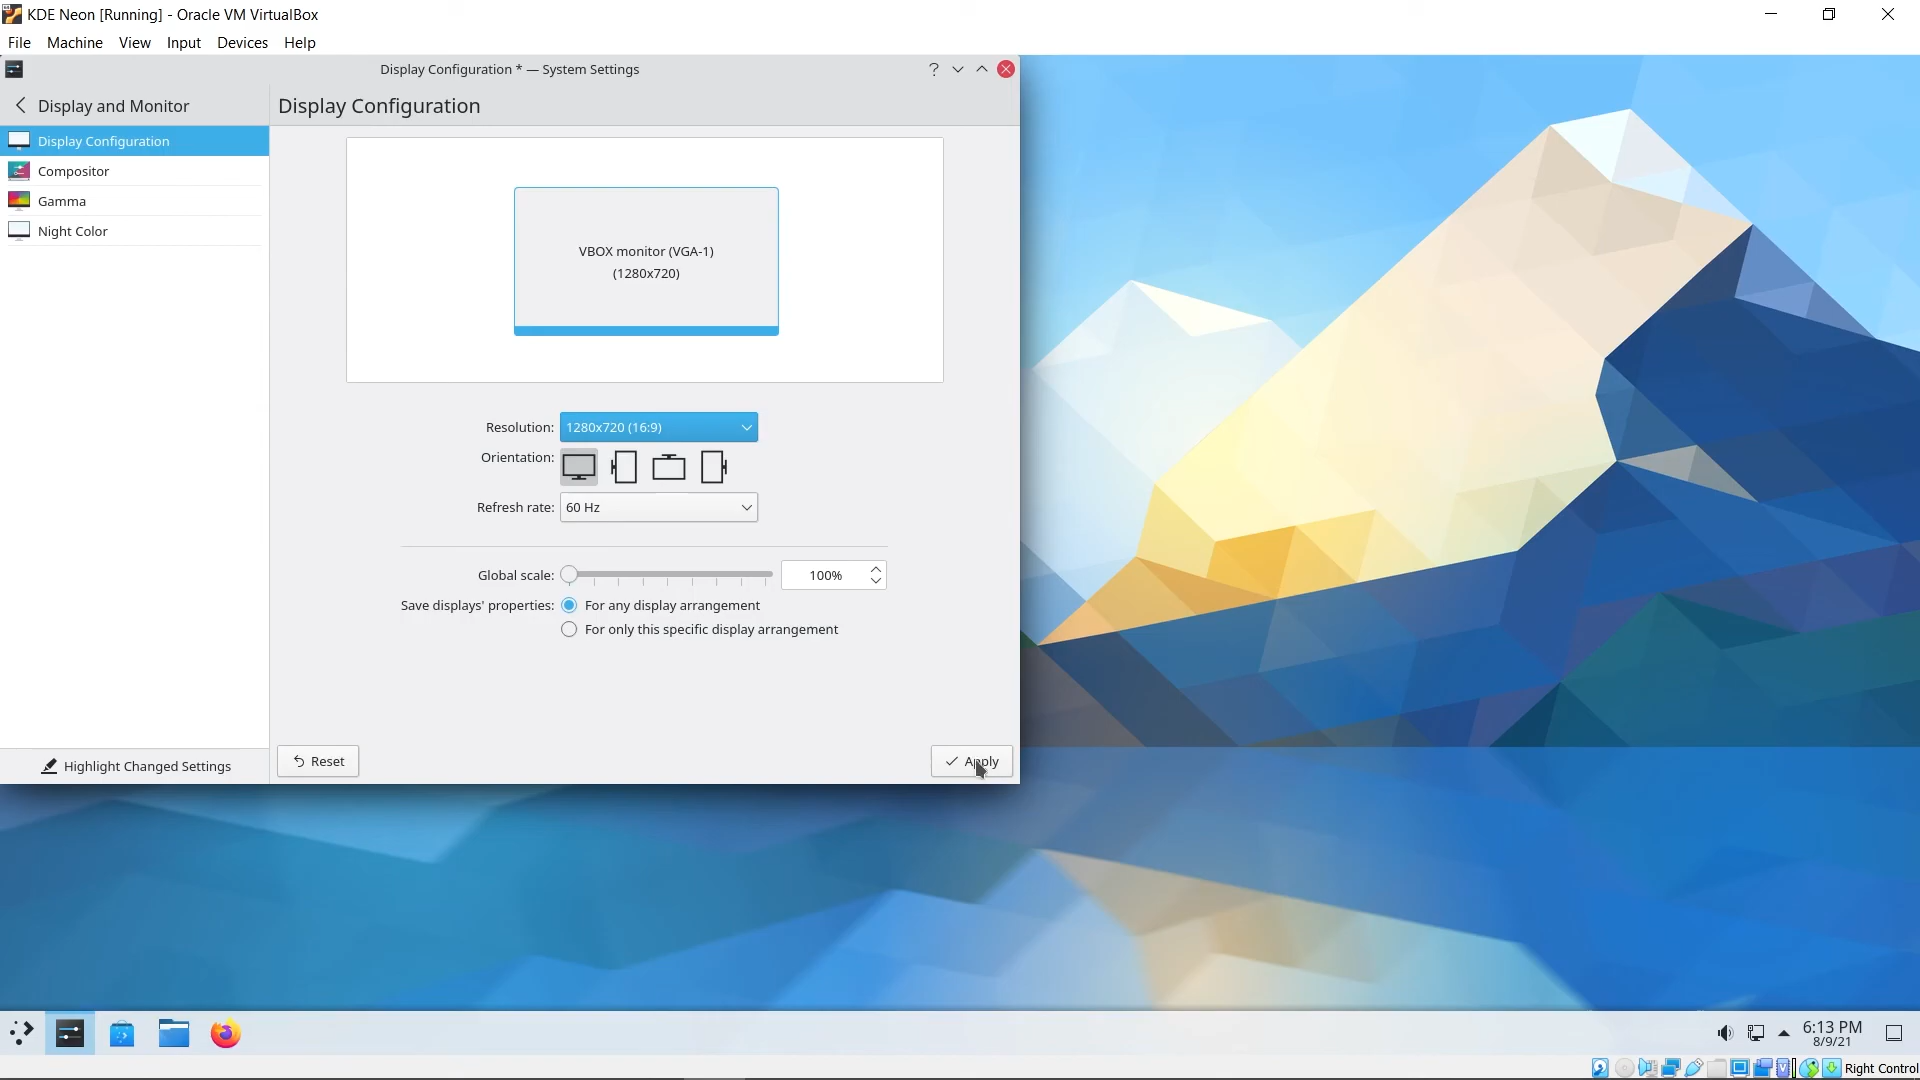 KDE Neon [Running] - Oracle VM VirtualBox
File Machine View Input Devices Help
Display Configuration * — System Settings
Display and Monitor
Display Configuration
Display Configuration
Compositor
Gamma
Night Color
VBOX monitor (VGA-1)
(1280x720)
Resolution: 1280x720 (16:9)
Orientation:
Refresh rate: 60 Hz
Global scale: 100%
Save displays' properties: For any display arrangement
For only this specific display arrangement
Highlight Changed Settings
Reset
Apply
6:13 PM
8/9/21
Right Control